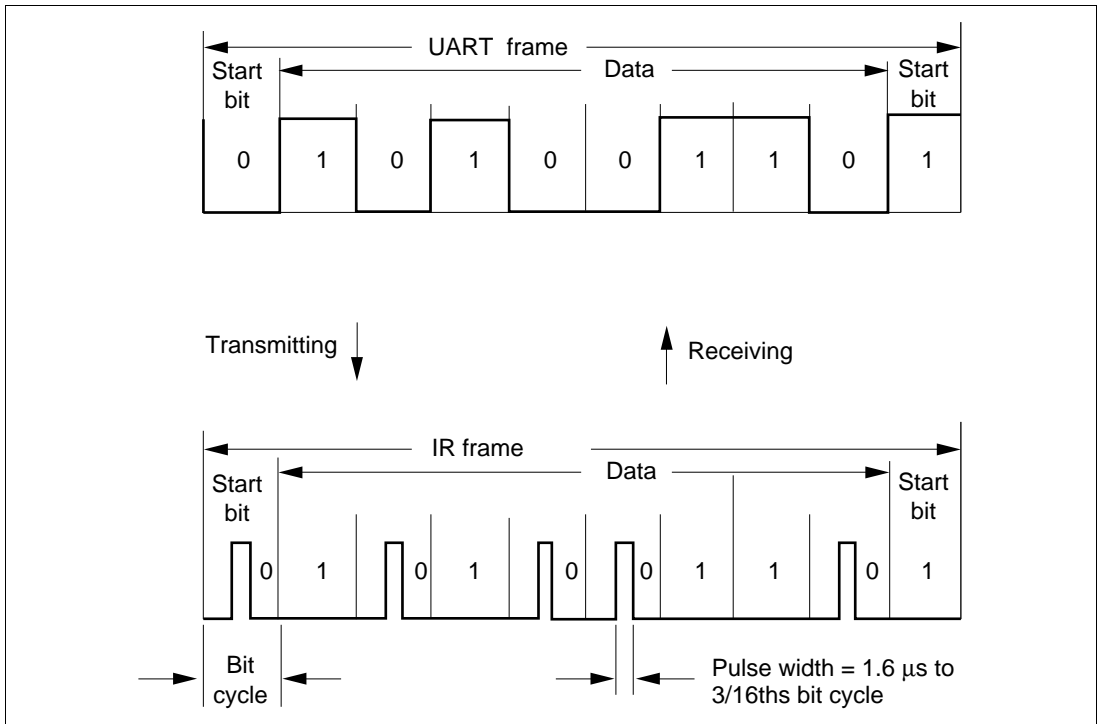 UART frame
Start bit
Data
Start bit
0 1 0 1 0 0 1 1 0 1
Transmitting
Receiving
IR frame
Start bit
Data
Start bit
0 1 0 1 0 0 1 1 0 1
Bit cycle
Pulse width = 1.6 μs to
3/16ths bit cycle